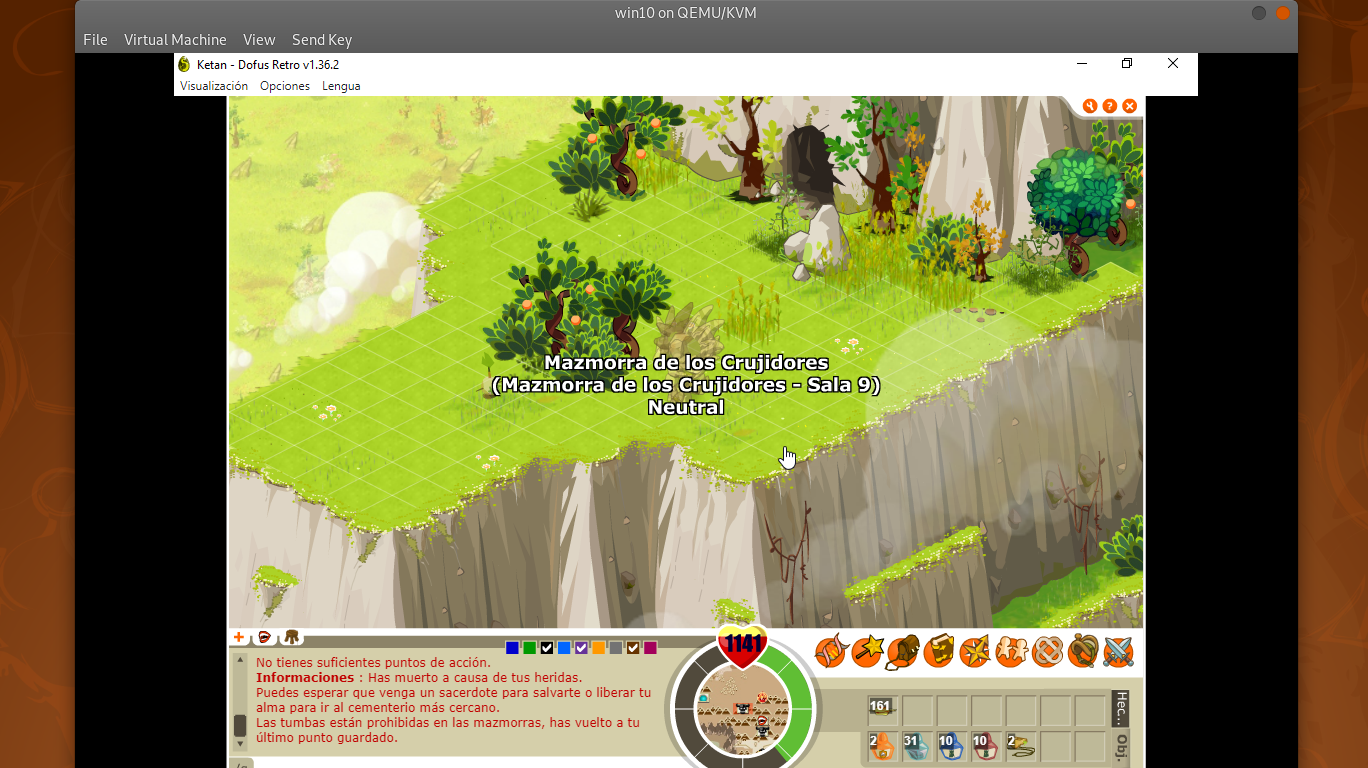 win10 on QEMU/KVM
File Virtual Machine View Send Key
Ketan - Dofus Retro v1.36.2
Visualización Opciones Lengua
Mazmorra de los Crujidores
(Mazmorra de los Crujidores - Sala 9)
Neutral
1141
No tienes suficientes puntos de acción.
Informaciones : Has muerto a causa de tus heridas.
Puedes esperar que venga un sacerdote para salvarte o liberar tu
alma para ir al cementerio más cercano.
Las tumbas están prohibidas en las mazmorras, has vuelto a tu
último punto guardado.
161
Hec...
2 31 10 10 2
Obj.